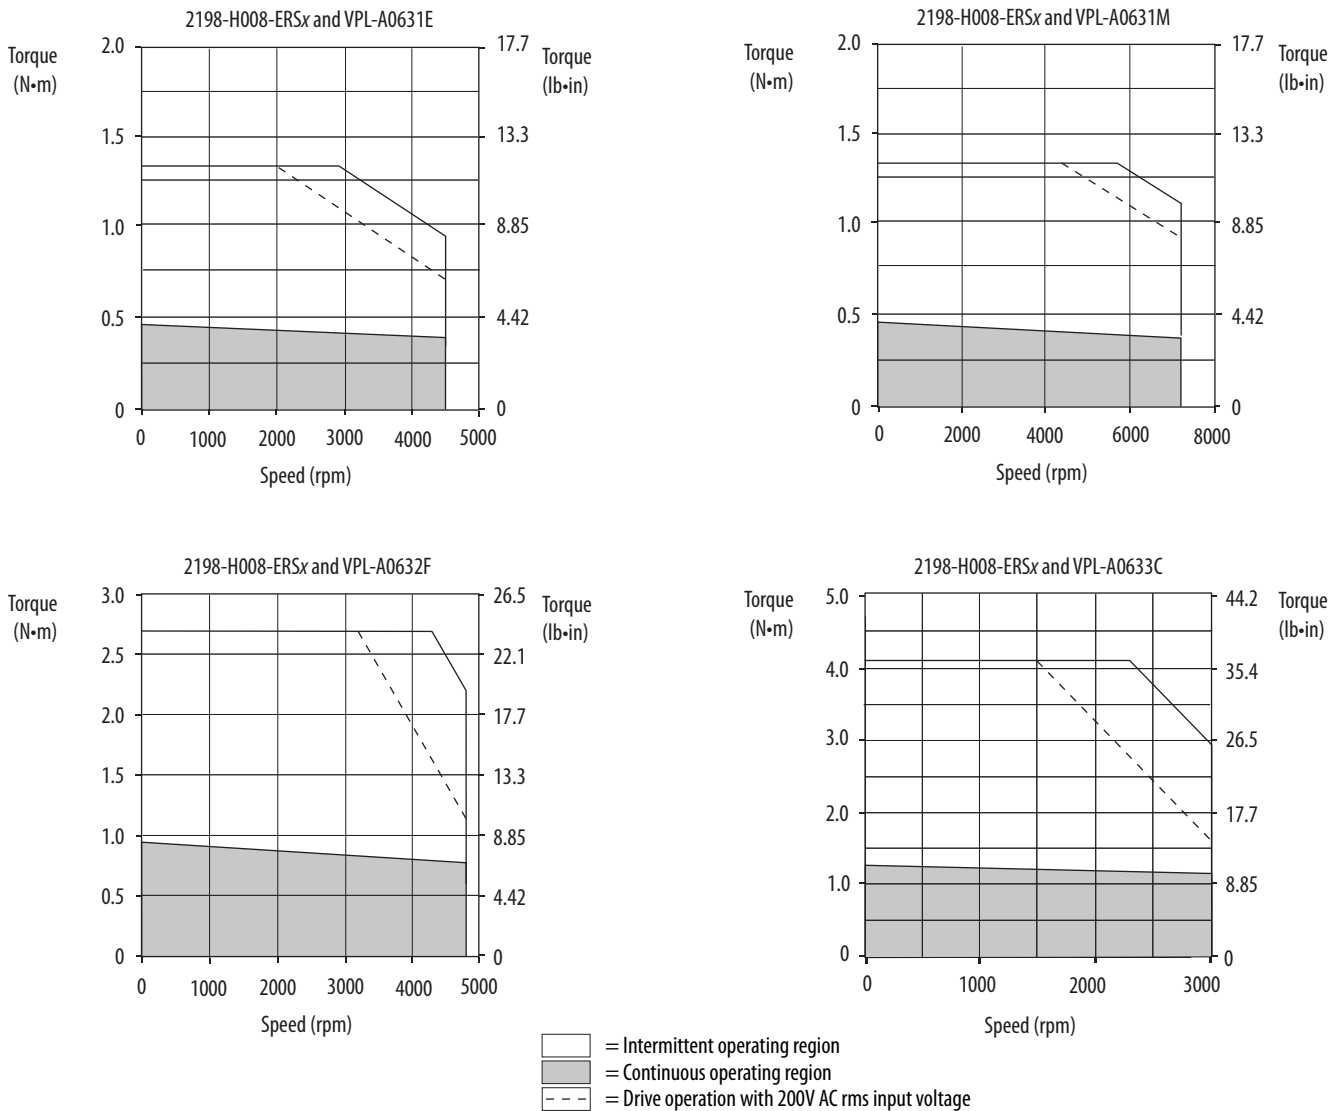 2198-H008-ERSx and VPL-A0631E
Torque
(N•m)
2.0
1.5
1.0
0.5
0
17.7
13.3
8.85
4.42
0
Torque
(lb•in)
0 1000 2000 3000 4000 5000
Speed (rpm)
2198-H008-ERSx and VPL-A0631M
Torque
(N•m)
2.0
1.5
1.0
0.5
0
17.7
13.3
8.85
4.42
0
Torque
(lb•in)
0 2000 4000 6000 8000
Speed (rpm)
2198-H008-ERSx and VPL-A0632F
Torque
(N•m)
3.0
2.5
2.0
1.5
1.0
0.5
0
26.5
22.1
17.7
13.3
8.85
4.42
0
Torque
(lb•in)
0 1000 2000 3000 4000 5000
Speed (rpm)
2198-H008-ERSx and VPL-A0633C
Torque
(N•m)
5.0
4.0
3.0
2.0
1.0
0
44.2
35.4
26.5
17.7
8.85
0
Torque
(lb•in)
0 1000 2000 3000
Speed (rpm)
= Intermittent operating region
= Continuous operating region
= Drive operation with 200V AC rms input voltage